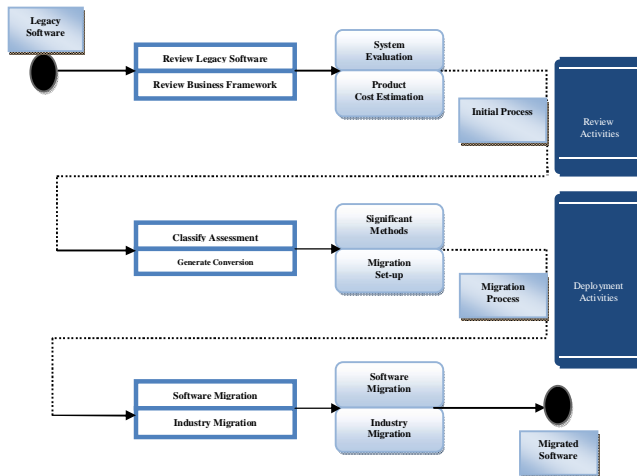 Legacy
Software
Review Legacy Software
Review Business Framework
System
Evaluation
Product
Cost Estimation
Initial Process
Review
Activities
Classify Assessment
Generate Conversion
Significant
Methods
Migration
Set-up
Migration
Process
Deployment
Activities
Software Migration
Industry Migration
Software
Migration
Industry
Migration
Migrated
Software